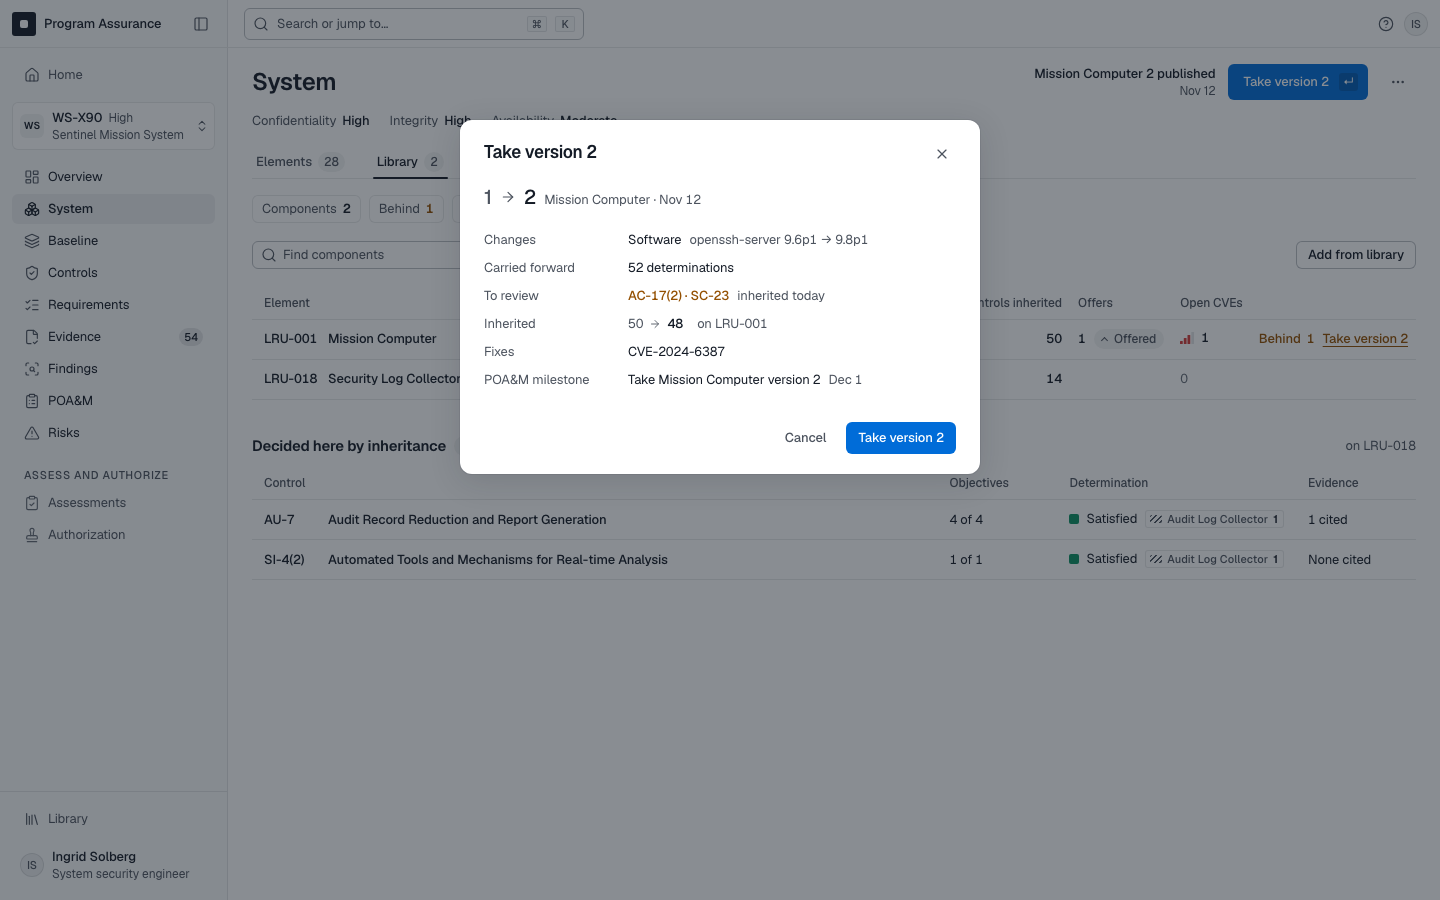 Program Assurance
Search or jump to...
⌘ K
IS
Home
WS
WS-X90 High
Sentinel Mission System
Overview
System
Baseline
Controls
Requirements
Evidence 54
Findings
POA&M
Risks
ASSESS AND AUTHORIZE
Assessments
Authorization
Library
IS
Ingrid Solberg
System security engineer
System
Mission Computer 2 published
Nov 12
Take version 2
Confidentiality High Integrity High Availability Moderate
Elements 28 Library 2
Components 2 Behind 1
Find components
Add from library
Element
ntrols inherited Offers Open CVEs
LRU-001 Mission Computer 50 1 Offered 1 Behind 1 Take version 2
LRU-018 Security Log Collector 14 0
Decided here by inheritance
on LRU-018
Control Objectives Determination Evidence
AU-7 Audit Record Reduction and Report Generation 4 of 4 Satisfied Audit Log Collector 1 1 cited
SI-4(2) Automated Tools and Mechanisms for Real-time Analysis 1 of 1 Satisfied Audit Log Collector 1 None cited
Take version 2
1 → 2 Mission Computer · Nov 12
Changes Software openssh-server 9.6p1 → 9.8p1
Carried forward 52 determinations
To review AC-17(2) · SC-23 inherited today
Inherited 50 → 48 on LRU-001
Fixes CVE-2024-6387
POA&M milestone Take Mission Computer version 2 Dec 1
Cancel
Take version 2